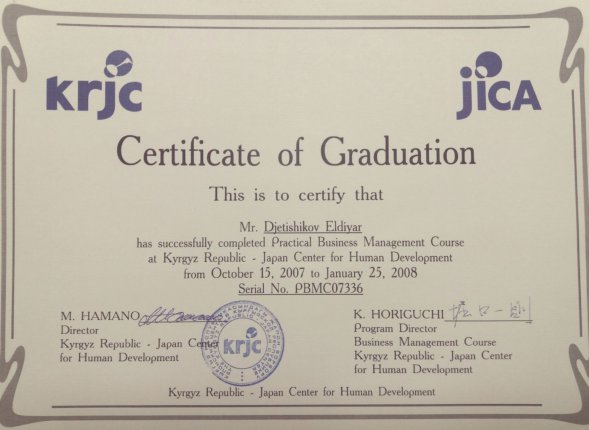 krjc
jiCA
Certificate of Graduation
This is to certify that
Mr. Djetishikov Eldiyar
has successfully completed Practical Business Management Course
at Kyrgyz Republic - Japan Center for Human Development
from October 15, 2007 to January 25, 2008
Serial No. PBMC07336
M. HAMANO
Director
Kyrgyz Republic - Japan Center
for Human Development
krjc
K. HORIGUCHI
Program Director
Business Management Course
Kyrgyz Republic - Japan Center
for Human Development
Kyrgyz Republic - Japan Center for Human Development